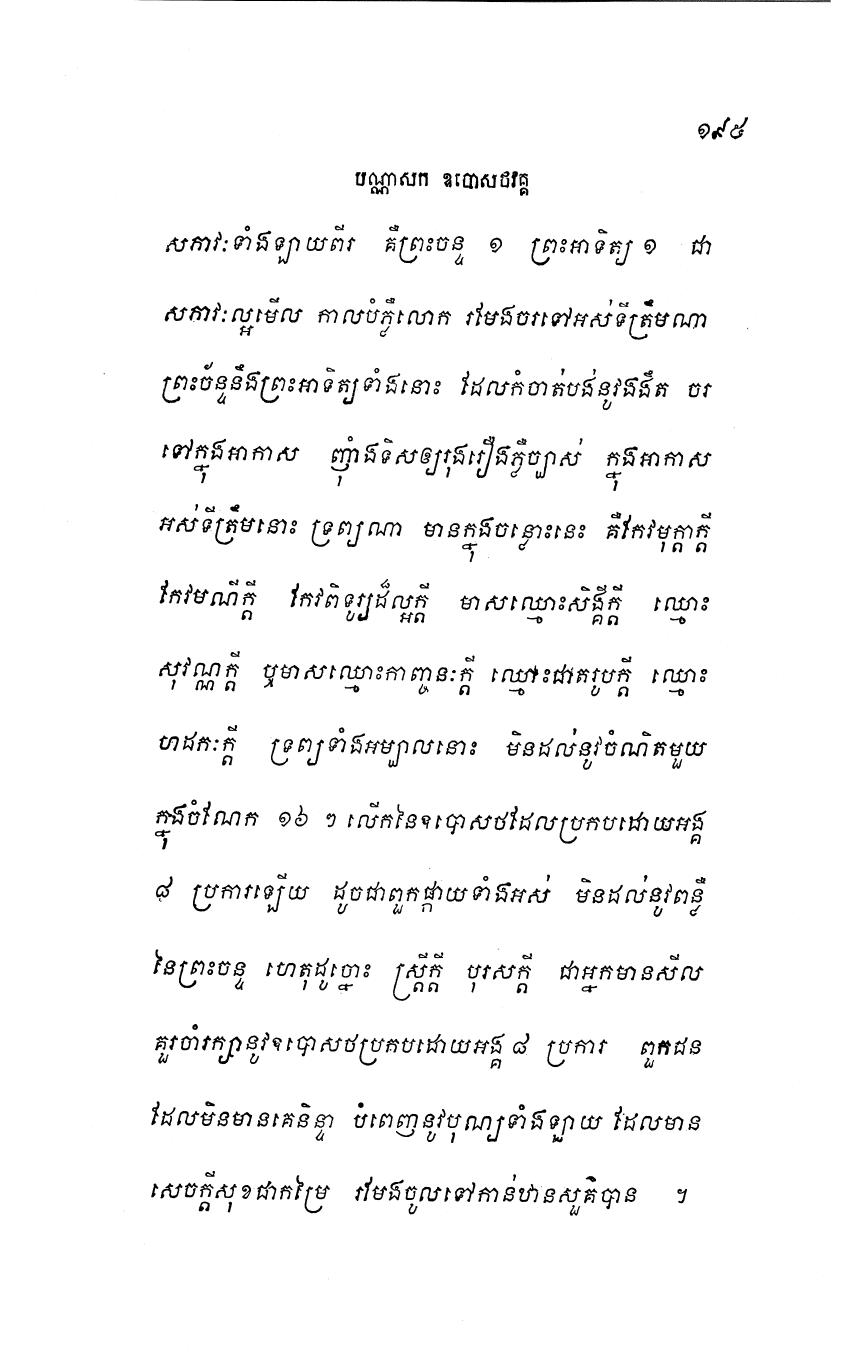 ១៩៥
បណ្ណាសក ឧបោសថវគ្គ
សភាវៈទាំងឡាយពីរ គឺព្រះចន្ទ ១ ព្រះអាទិត្យ ១ ជា
សភាវៈល្អមើល កាលបំភ្លឺលោក រមែងចរទៅអស់ទីត្រឹមណា
ព្រះច័ន្ទនឹងព្រះអាទិត្យទាំងនោះ ដែលកំចាត់បង់នូវងងឹត ចរ
ទៅក្នុងអាកាស ញ៉ាំងទិសឲ្យរុងរឿងភ្លឺច្បាស់ ក្នុងអាកាស
អស់ទីត្រឹមនោះ ទ្រព្យណា មានក្នុងចន្លោះនេះ គឺកែវមុក្តាក្តី
កែវមណីក្តី កែវពិទូរ្យដ៏ល្អក្តី មាសឈ្មោះសិង្គីក្តី ឈ្មោះ
សុវណ្ណក្តី ឬមាសឈ្មោះកាញ្ចនៈក្តី ឈ្មោះជាតរូបក្តី ឈ្មោះ
ហដកៈក្តី ទ្រព្យទាំងអម្បាលនោះ មិនដល់នូវចំណិតមួយ
ក្នុងចំណែក ១៦ ៗ លើកនៃឧបោសថដែលប្រកបដោយអង្គ
៨ ប្រការឡើយ ដូចជាពួកផ្កាយទាំងអស់ មិនដល់នូវពន្លឺ
នៃព្រះចន្ទ ហេតុដូច្នោះ ស្ត្រីក្តី បុរសក្តី ជាអ្នកមានសីល
គួរចាំរក្សានូវឧបោសថប្រកបដោយអង្គ ៨ ប្រការ ពួកជន
ដែលមិនមានគេនិន្ទា បំពេញនូវបុណ្យទាំងឡាយ ដែលមាន
សេចក្តីសុខជាកម្រៃ រមែងចូលទៅកាន់ឋានសួគ៌បាន ។